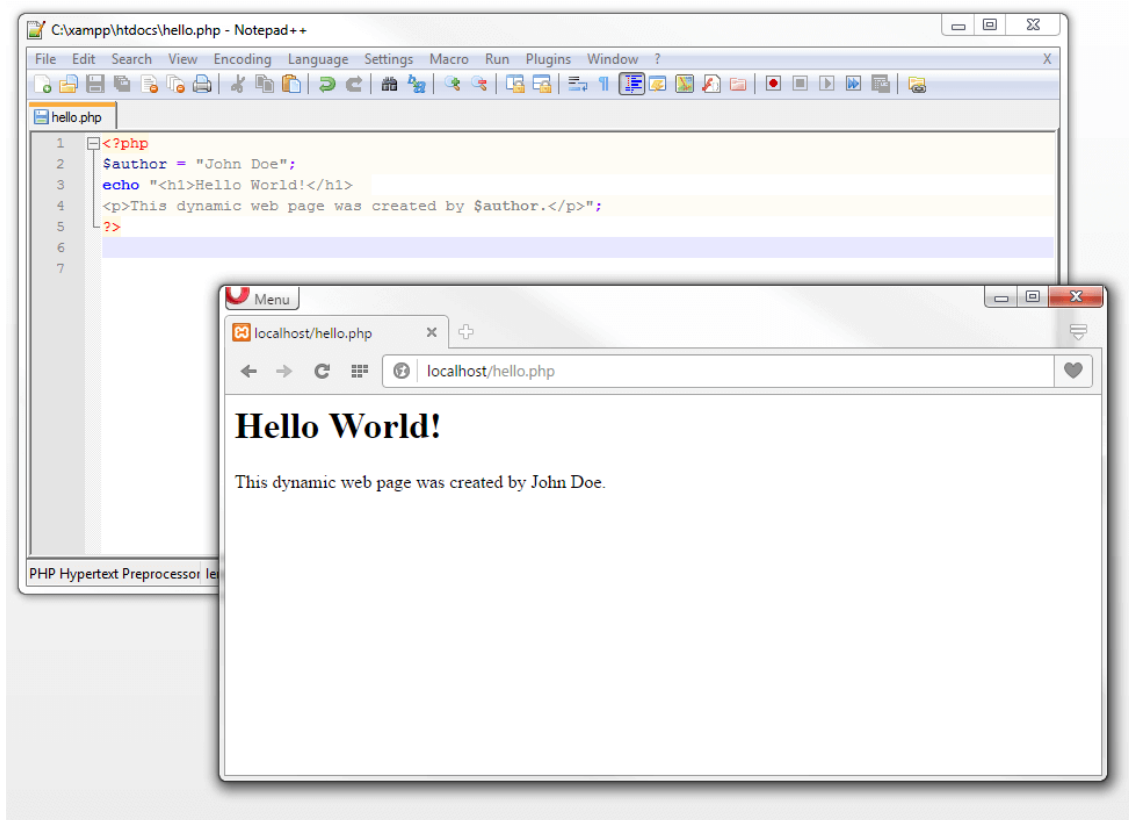 C:\xampp\htdocs\hello.php - Notepad++
File Edit Search View Encoding Language Settings Macro Run Plugins Window ? X
hello.php
1 <?php
2 $author = "John Doe";
3 echo "<h1>Hello World!</h1>
4 <p>This dynamic web page was created by $author.</p>";
5 ?>
6
7
PHP Hypertext Preprocessor
Menu
localhost/hello.php
localhost/hello.php
Hello World!
This dynamic web page was created by John Doe.